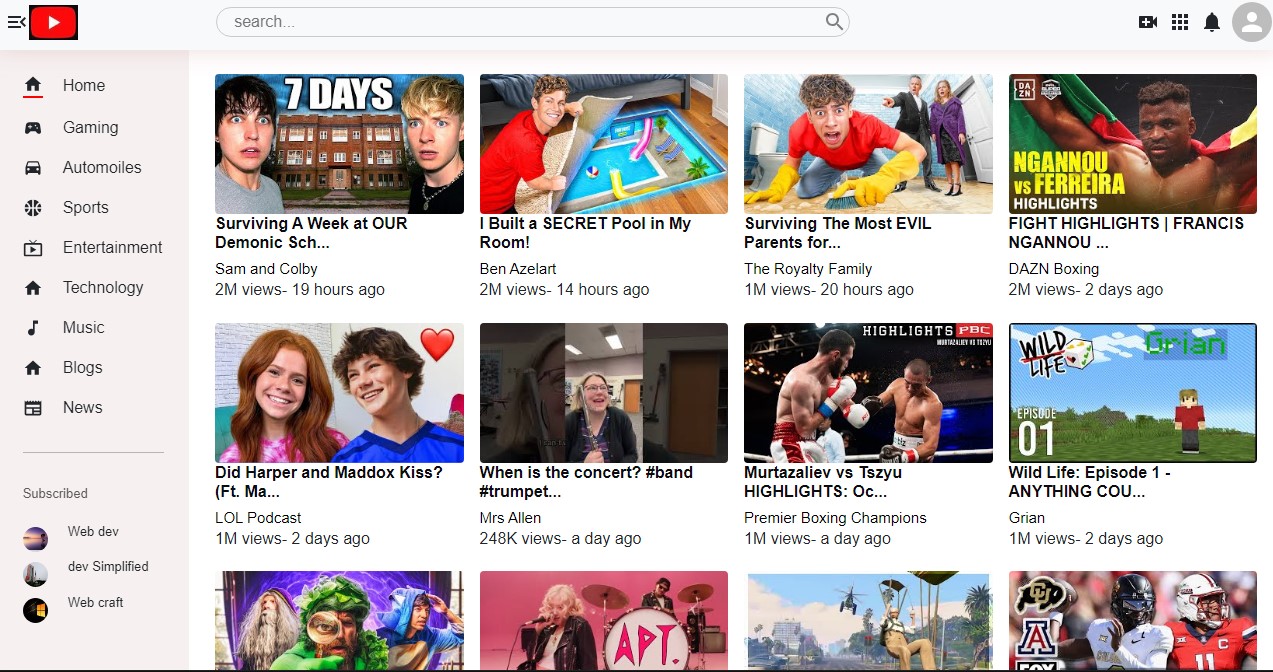 search...
Home
Gaming
Automoiles
Sports
Entertainment
Technology
Music
Blogs
News
Subscribed
Web dev
dev Simplified
Web craft
7 DAYS
Surviving A Week at OUR
Demonic Sch...
Sam and Colby
2M views- 19 hours ago
I Built a SECRET Pool in My
Room!
Ben Azelart
2M views- 14 hours ago
Surviving The Most EVIL
Parents for...
The Royalty Family
1M views- 20 hours ago
DA
ZN
NGANNOU
VS FERREIRA
HIGHLIGHTS
FIGHT HIGHLIGHTS | FRANCIS
NGANNOU ...
DAZN Boxing
2M views- 2 days ago
Did Harper and Maddox Kiss?
(Ft. Ma...
LOL Podcast
1M views- 2 days ago
When is the concert? #band
#trumpet...
Mrs Allen
248K views- a day ago
HIGHLIGHTS PBC
MURTAZALIEV VS TSZYU
Murtazaliev vs Tszyu
HIGHLIGHTS: Oc...
Premier Boxing Champions
1M views- a day ago
WILD
LIFE
Grian
EPISODE
01
Wild Life: Episode 1 -
ANYTHING COU...
Grian
1M views- 2 days ago
APT.
CU
A
FOX